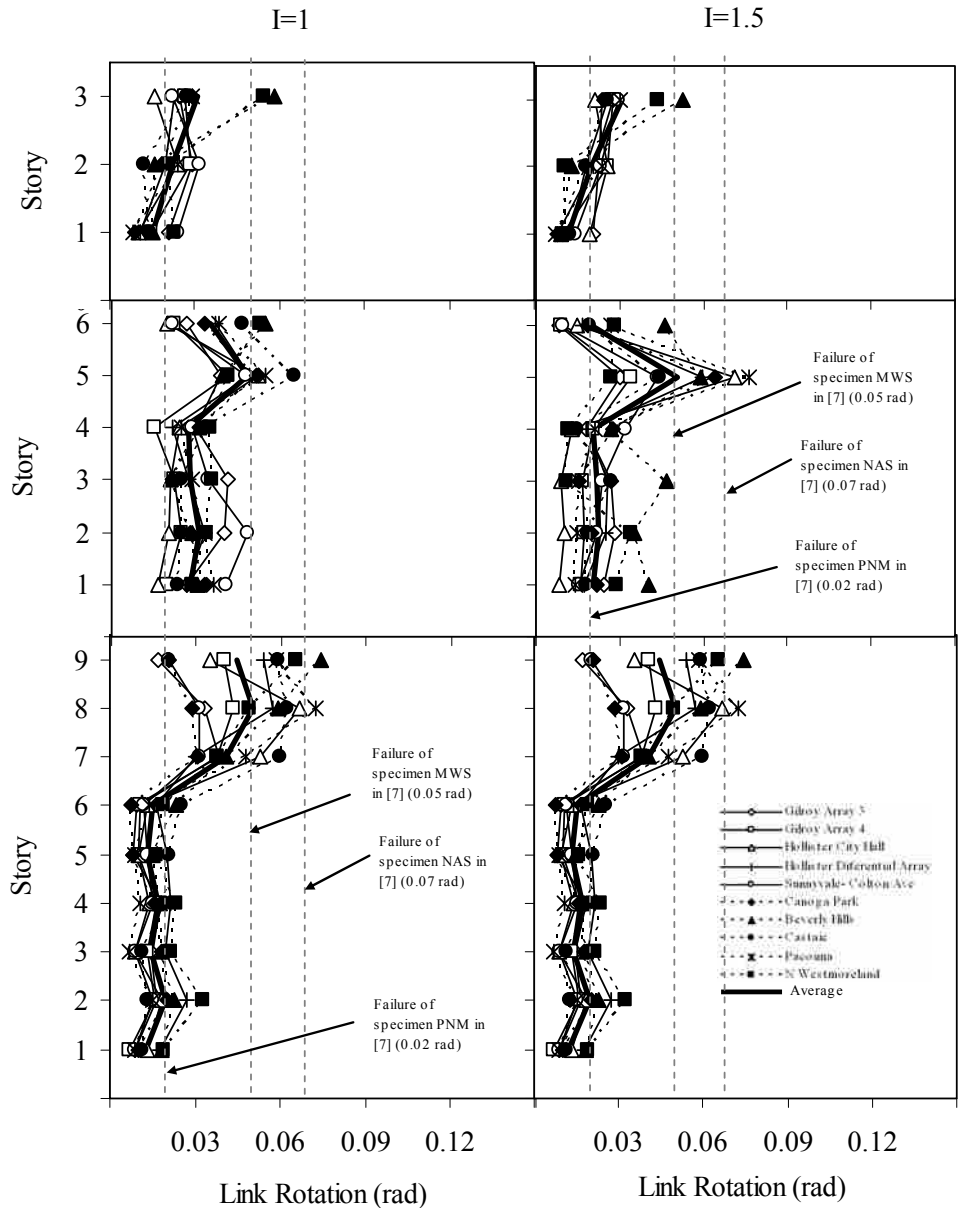 I=1
I=1.5
Story
3
2
1
Story
6
5
4
3
2
1
Failure of
specimen MWS
in [7] (0.05 rad)
Failure of
specimen NAS in
[7] (0.07 rad)
Failure of
specimen PNM in
[7] (0.02 rad)
Story
9
8
7
6
5
4
3
2
1
Failure of
specimen MWS
in [7] (0.05 rad)
Failure of
specimen NAS in
[7] (0.07 rad)
Failure of
specimen PNM in
[7] (0.02 rad)
Gilroy Array 3
Gilroy Array 4
Hollister City Hall
Hollister Diferential Array
Sunnyvale- Colton Ave
Canoga Park
Beverly Hills
Castaic
Pacoima
N Westmoreland
Average
0.03 0.06 0.09 0.12
0.03 0.06 0.09 0.12
Link Rotation (rad)
Link Rotation (rad)